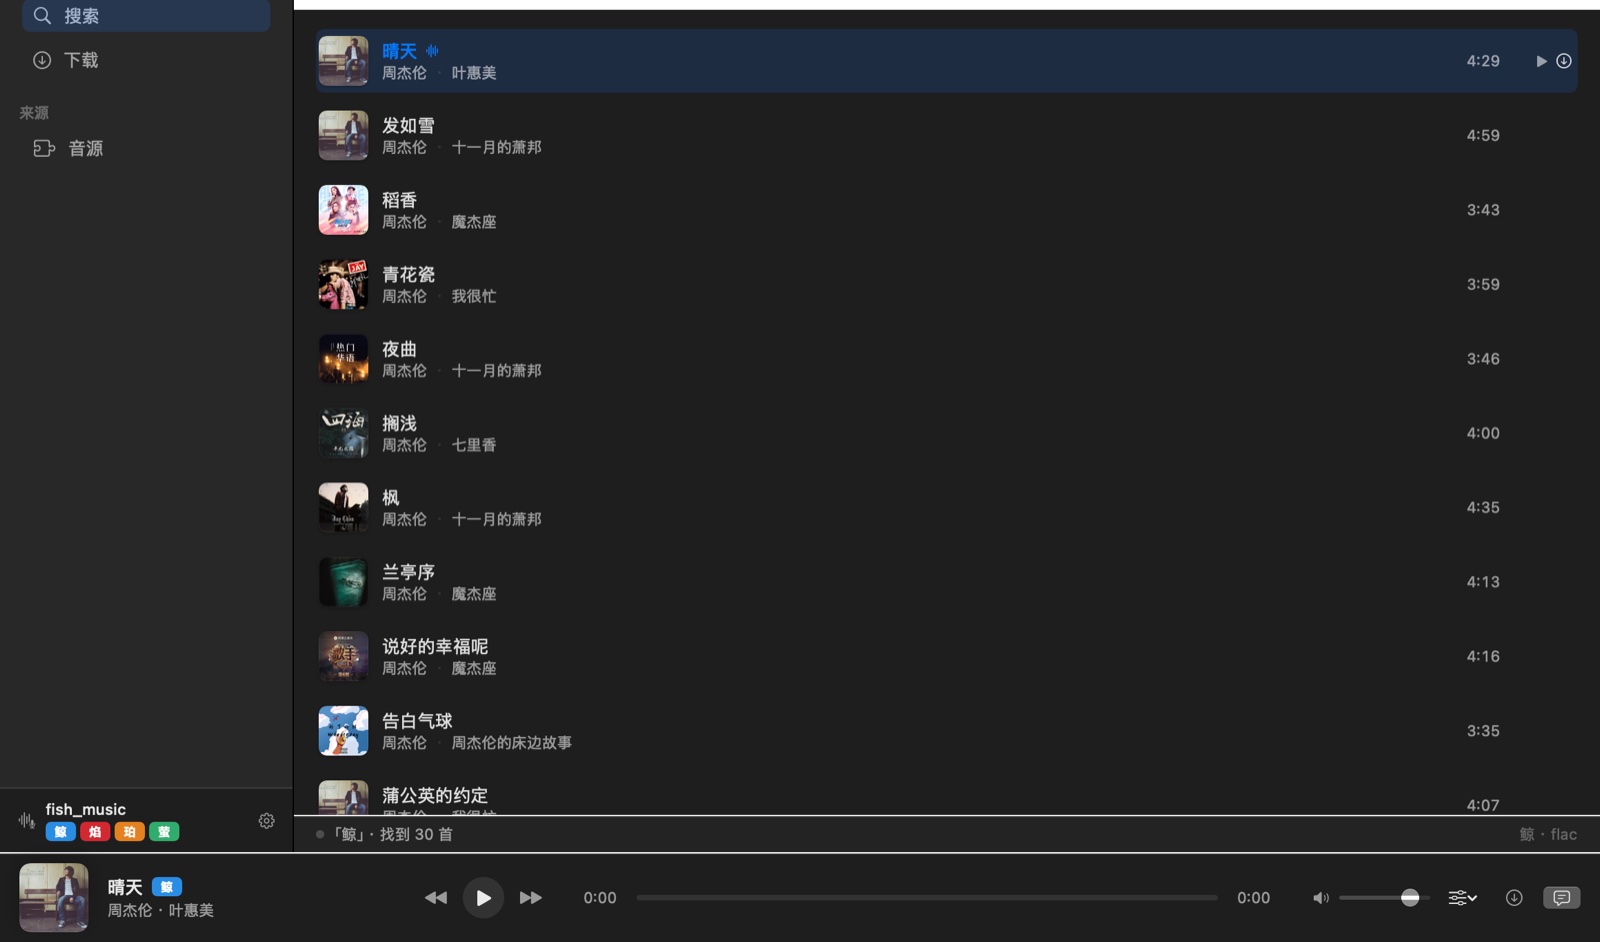 搜索
下载
来源
音源
晴天
周杰伦 · 叶惠美
4:29
发如雪
周杰伦 · 十一月的萧邦
4:59
稻香
周杰伦 · 魔杰座
3:43
青花瓷
周杰伦 · 我很忙
3:59
夜曲
周杰伦 · 十一月的萧邦
3:46
搁浅
周杰伦 · 七里香
4:00
枫
周杰伦 · 十一月的萧邦
4:35
兰亭序
周杰伦 · 魔杰座
4:13
说好的幸福呢
周杰伦 · 魔杰座
4:16
告白气球
周杰伦 · 周杰伦的床边故事
3:35
蒲公英的约定
周杰伦 · 我很忙
4:07
fish_music
鲸 焰 珀 萤
「鲸」· 找到 30 首
鲸 · flac
晴天 鲸
周杰伦 · 叶惠美
0:00
0:00